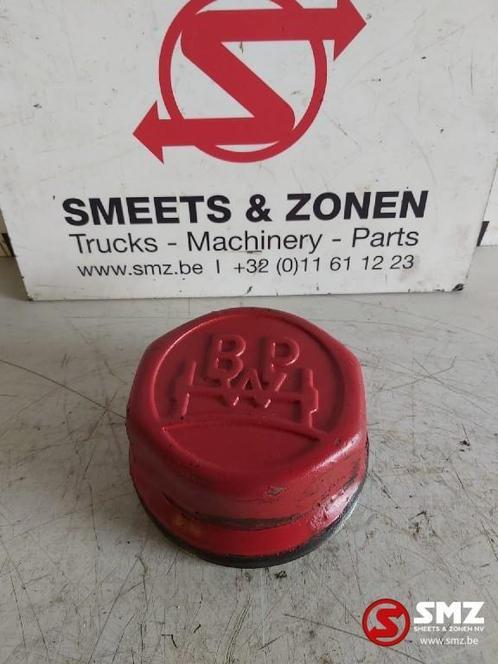 SMEETS & ZONEN
Trucks - Machinery - Parts
www.smz.be I +32 (0)11 61 12 23
BPW
SMZ
SMEETS & ZONEN NV
www.smz.be